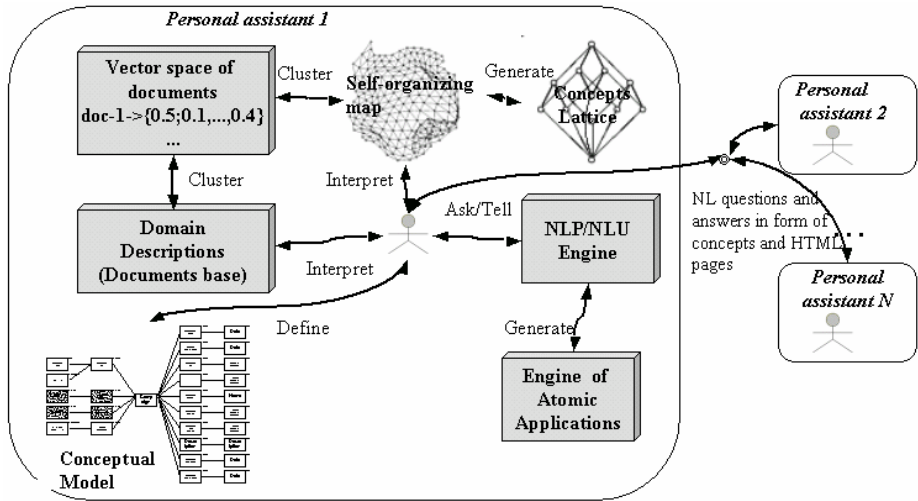 Personal assistant 1
Vector space of
documents
doc-1->{0.5;0.1,...,0.4}
...
Cluster
Self-organizing
map
Generate
Concepts
Lattice
Personal
assistant 2
Cluster
Interpret
Ask/Tell
NL questions and
answers in form of
concepts and HTML
pages
...
Domain
Descriptions
(Documents base)
Interpret
NLP/NLU
Engine
Personal
assistant N
Define
Generate
Engine of
Atomic
Applications
Conceptual
Model